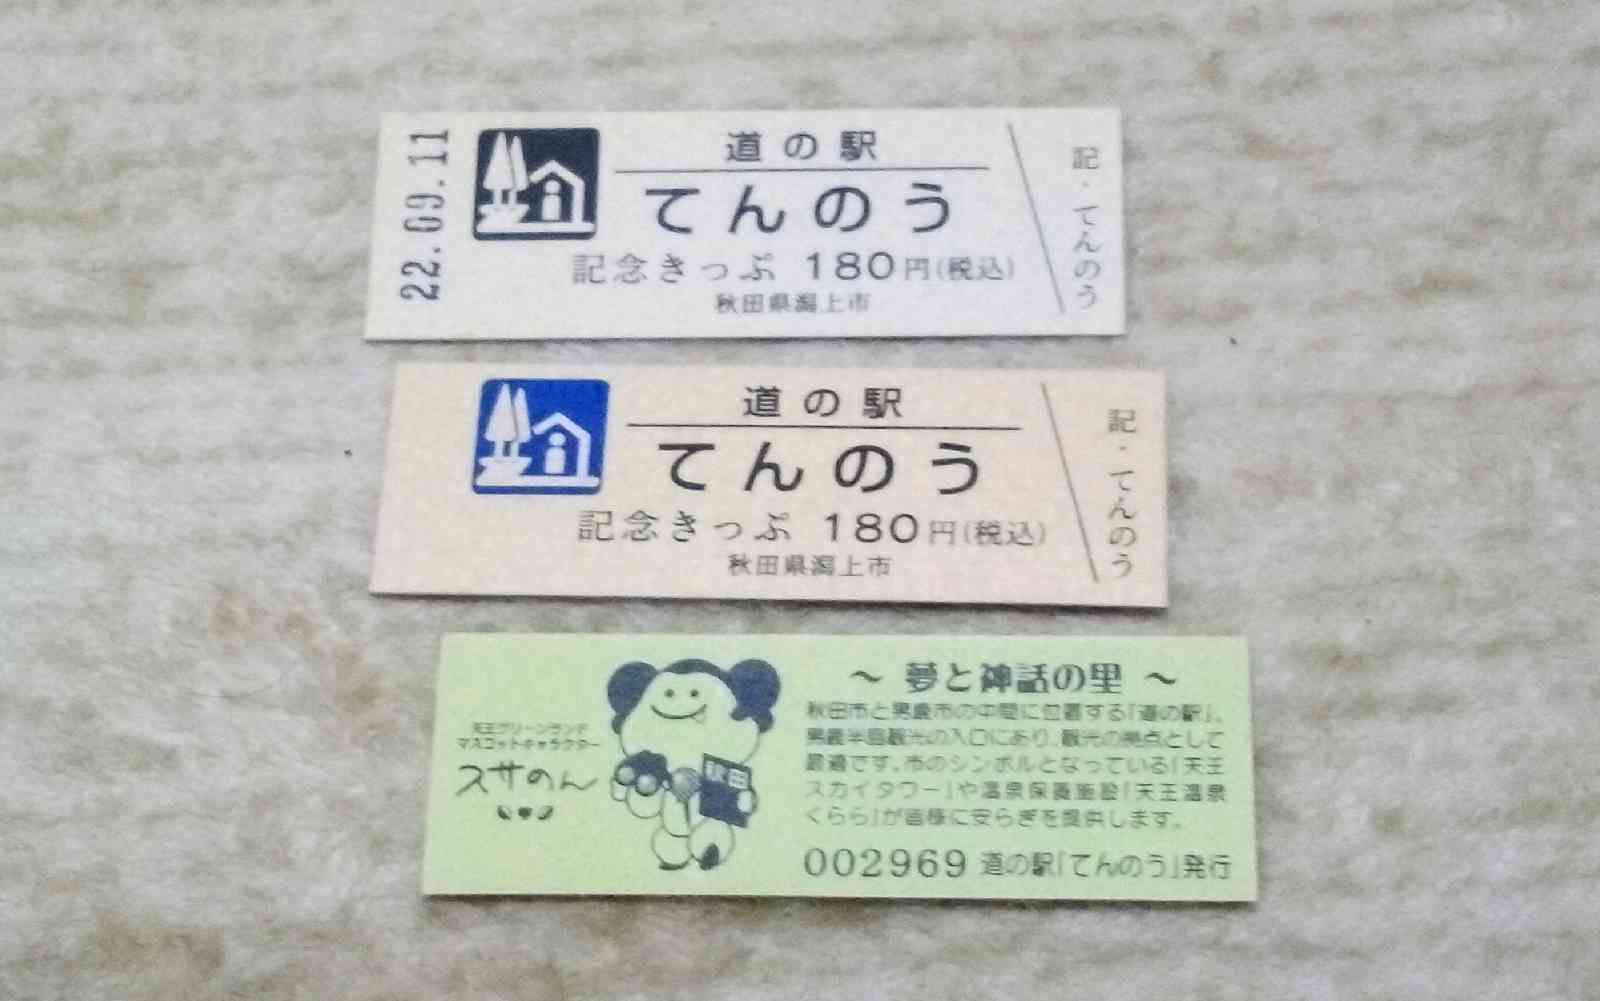 22.09.11
道の駅
てんのう
記念きっぷ 180円(税込)
秋田県潟上市
記・てんのう
道の駅
てんのう
記念きっぷ 180円(税込)
秋田県潟上市
記・てんのう
天王グリーンランド
マスコットキャラクター
スサのん
秋田
～ 夢と神話の里 ～
秋田市と男鹿市の中間に位置する「道の駅」。
男鹿半島観光の入口にあり、観光の拠点として
最適です。市のシンボルとなっている「天王
スカイタワー」や温泉保養施設「天王温泉
くらら」が皆様に安らぎを提供します。
002969 道の駅「てんのう」発行